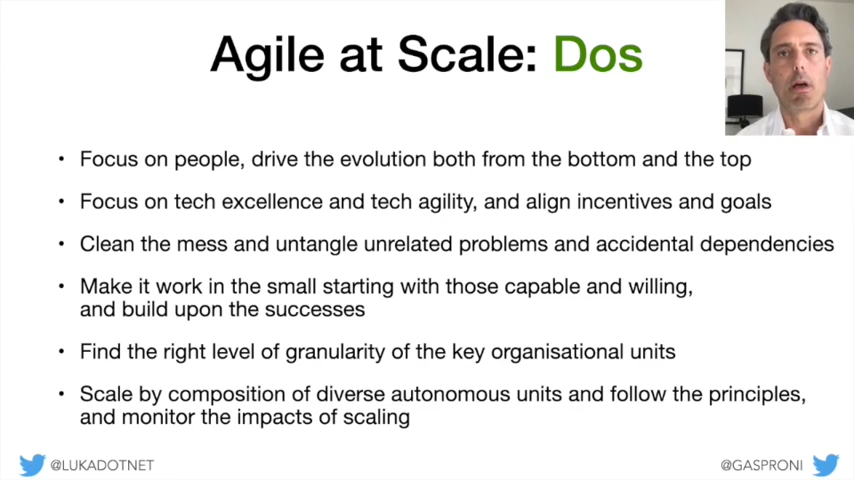 Agile at Scale: Dos
• Focus on people, drive the evolution both from the bottom and the top
• Focus on tech excellence and tech agility, and align incentives and goals
• Clean the mess and untangle unrelated problems and accidental dependencies
• Make it work in the small starting with those capable and willing,
and build upon the successes
• Find the right level of granularity of the key organisational units
• Scale by composition of diverse autonomous units and follow the principles,
and monitor the impacts of scaling
@LUKADOTNET
@GASPRONI